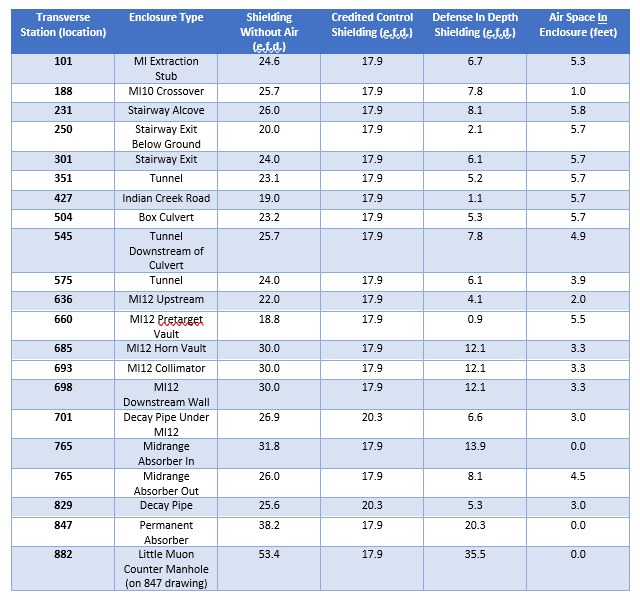 Transverse Station (location) Enclosure Type Shielding Without Air (e.f.d.) Credited Control Shielding (e.f.d.) Defense In Depth Shielding (e.f.d.) Air Space In Enclosure (feet)
101 MI Extraction Stub 24.6 17.9 6.7 5.3
188 MI10 Crossover 25.7 17.9 7.8 1.0
231 Stairway Alcove 26.0 17.9 8.1 5.8
250 Stairway Exit Below Ground 20.0 17.9 2.1 5.7
301 Stairway Exit 24.0 17.9 6.1 5.7
351 Tunnel 23.1 17.9 5.2 5.7
427 Indian Creek Road 19.0 17.9 1.1 5.7
504 Box Culvert 23.2 17.9 5.3 5.7
545 Tunnel Downstream of Culvert 25.7 17.9 7.8 4.9
575 Tunnel 24.0 17.9 6.1 3.9
636 MI12 Upstream 22.0 17.9 4.1 2.0
660 MI12 Pretarget Vault 18.8 17.9 0.9 5.5
685 MI12 Horn Vault 30.0 17.9 12.1 3.3
693 MI12 Collimator 30.0 17.9 12.1 3.3
698 MI12 Downstream Wall 30.0 17.9 12.1 3.3
701 Decay Pipe Under MI12 26.9 20.3 6.6 3.0
765 Midrange Absorber In 31.8 17.9 13.9 0.0
765 Midrange Absorber Out 26.0 17.9 8.1 4.5
829 Decay Pipe 25.6 20.3 5.3 3.0
847 Permanent Absorber 38.2 17.9 20.3 0.0
882 Little Muon Counter Manhole (on 847 drawing) 53.4 17.9 35.5 0.0